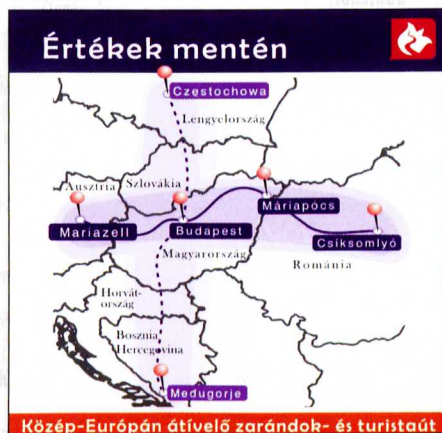 Értékek mentén
Częstochowa
Lengyelország
Ausztria
Szlovákia
Máriapócs
Mariazell
Budapest
Csíksomlyó
Magyarország
Románia
Horvát-
ország
Bosznia
Hercegovina
Medugorje
Közép-Európán átívelő zarándok- és turistaút